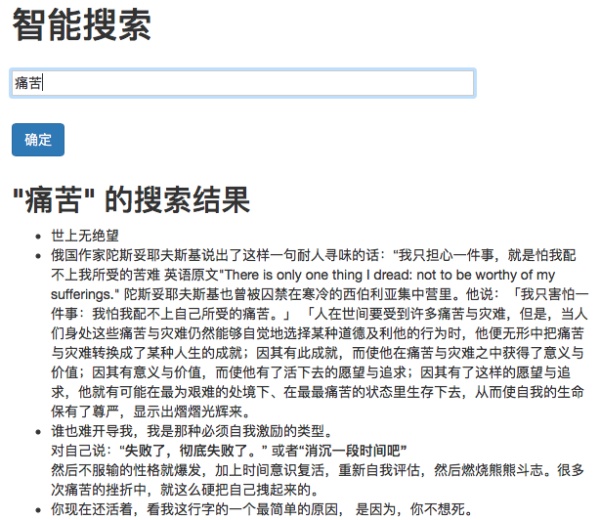 智能搜索
痛苦
确定
"痛苦" 的搜索结果
世上无绝望
俄国作家陀斯妥耶夫斯基说出了这样一句耐人寻味的话：“我只担心一件事，就是怕我配
不上我所受的苦难 英语原文"There is only one thing I dread: not to be worthy of my
sufferings." 陀斯妥耶夫斯基也曾被囚禁在寒冷的西伯利亚集中营里。他说：「我只害怕一
件事：我怕我配不上自己所受的痛苦。」「人在世间要受到许多痛苦与灾难，但是，当人
们身处这些痛苦与灾难仍然能够自觉地选择某种道德及利他的行为时，他便无形中把痛苦
与灾难转换成了某种人生的成就；因其有此成就，而使他在痛苦与灾难之中获得了意义与
价值；因其有意义与价值，而使他有了活下去的愿望与追求；因其有了这样的愿望与追
求，他就有可能在最为艰难的处境下、在最最痛苦的状态里生存下去，从而使自我的生命
保有了尊严，显示出熠熠光辉来。
谁也难开导我，我是那种必须自我激励的类型。
对自己说：“失败了，彻底失败了。” 或者“消沉一段时间吧”
然后不服输的性格就爆发，加上时间意识复活，重新自我评估，然后燃烧熊熊斗志。很多
次痛苦的挫折中，就这么硬把自己拽起来的。
你现在还活着，看我这行字的一个最简单的原因， 是因为，你不想死。